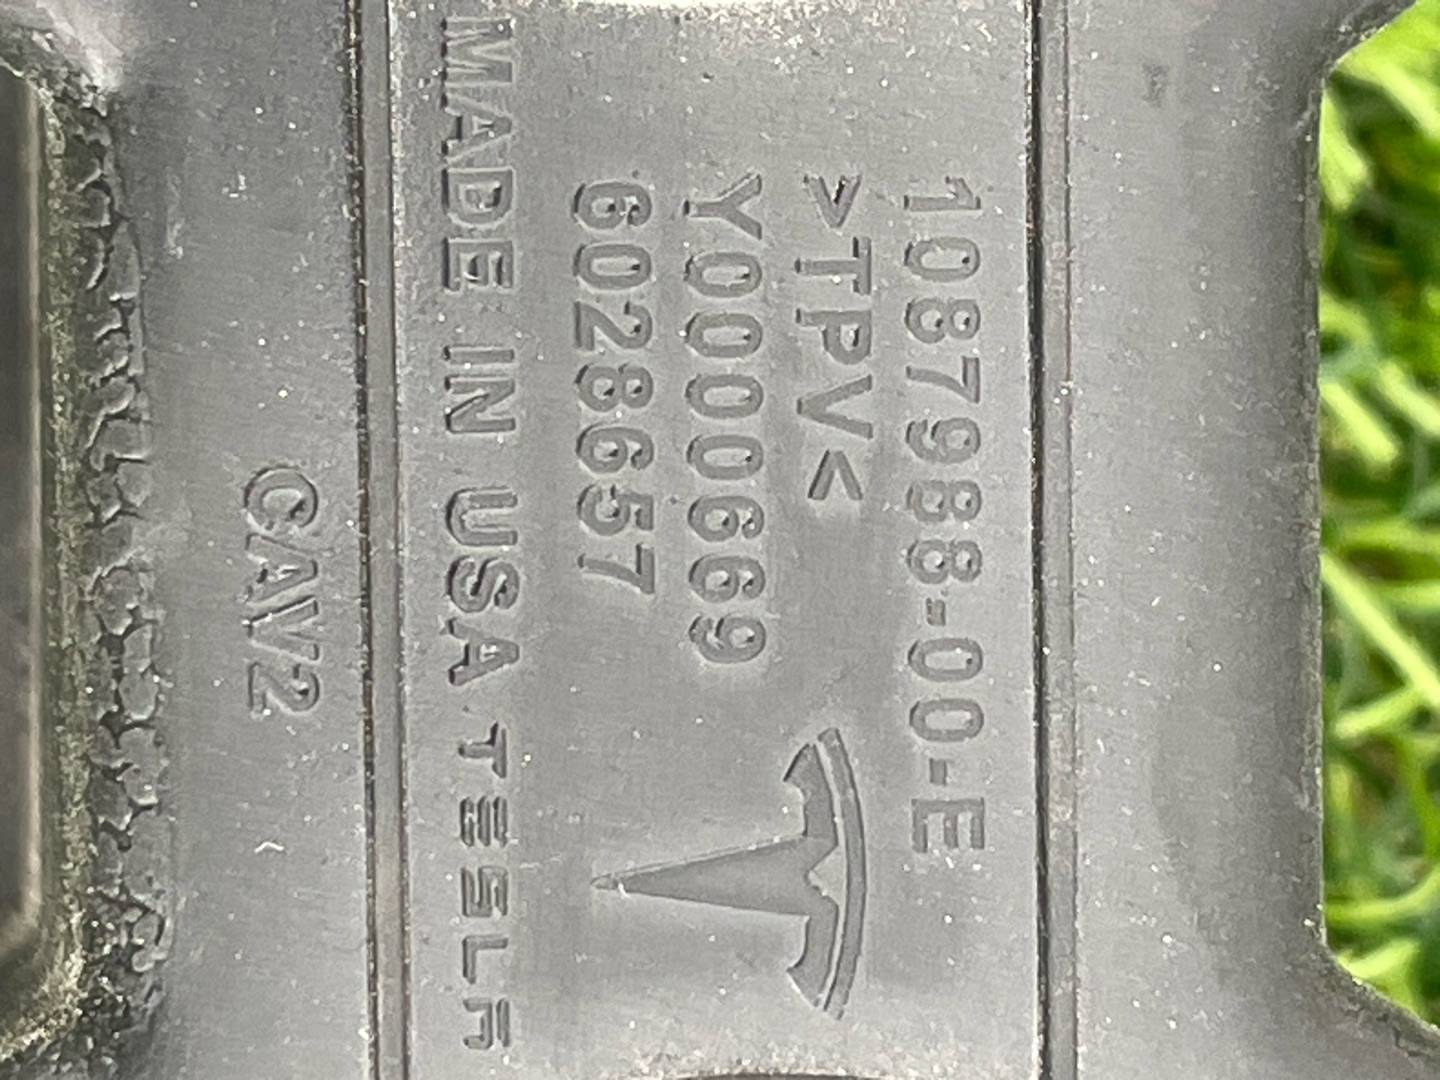 1087988-00-E
>TPV<
Y0000669
6028657
MADE IN USA TESLA
CAV2